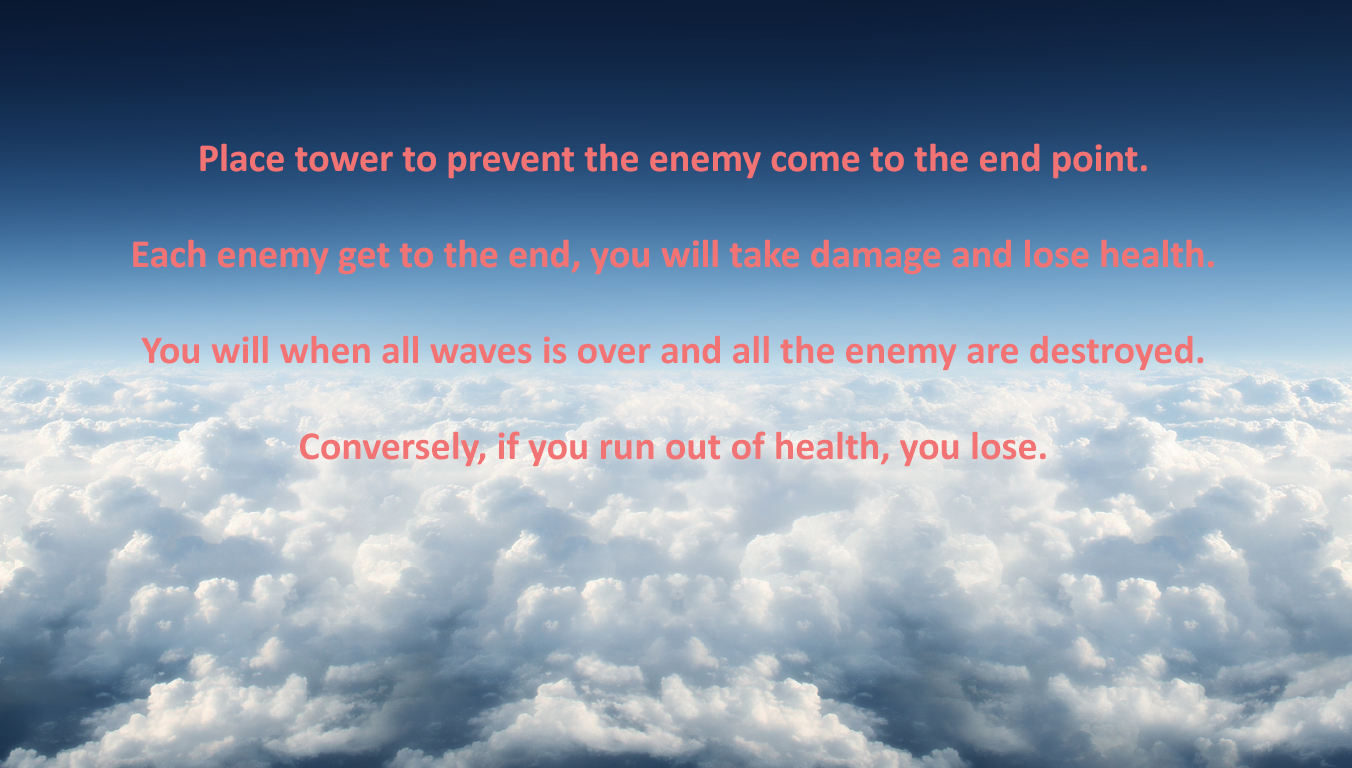 Place tower to prevent the enemy come to the end point.
Each enemy get to the end, you will take damage and lose health.
You will when all waves is over and all the enemy are destroyed.
Conversely, if you run out of health, you lose.